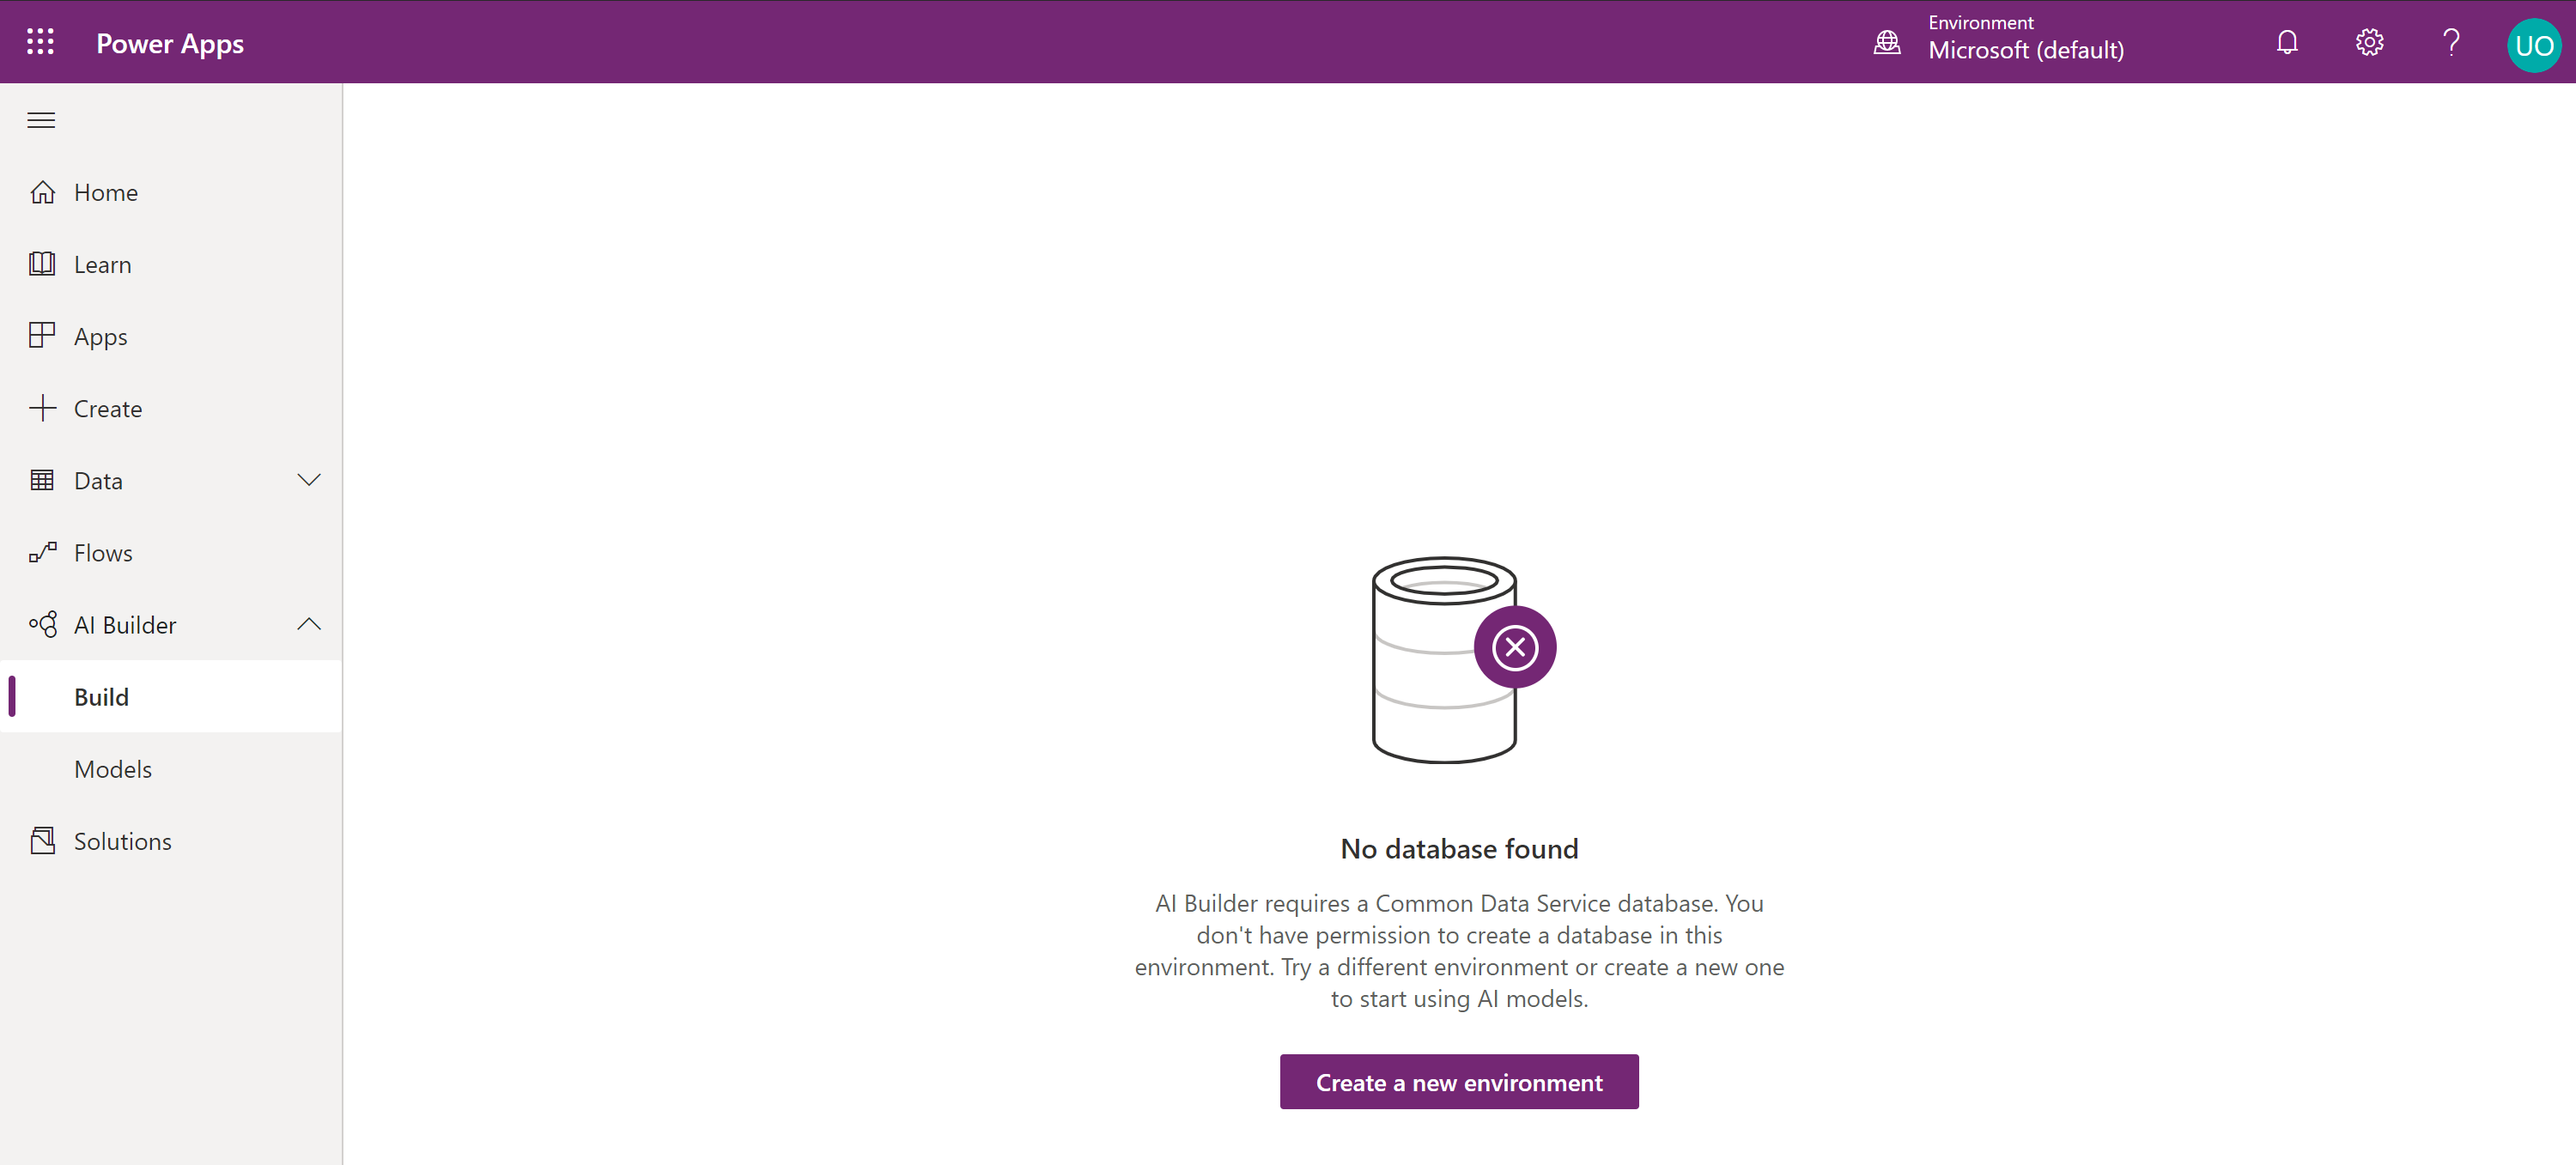 Power Apps
Environment
Microsoft (default)
?
UO
Home
Learn
Apps
Create
Data
Flows
AI Builder
Build
Models
Solutions
No database found
AI Builder requires a Common Data Service database. You
don't have permission to create a database in this
environment. Try a different environment or create a new one
to start using AI models.
Create a new environment